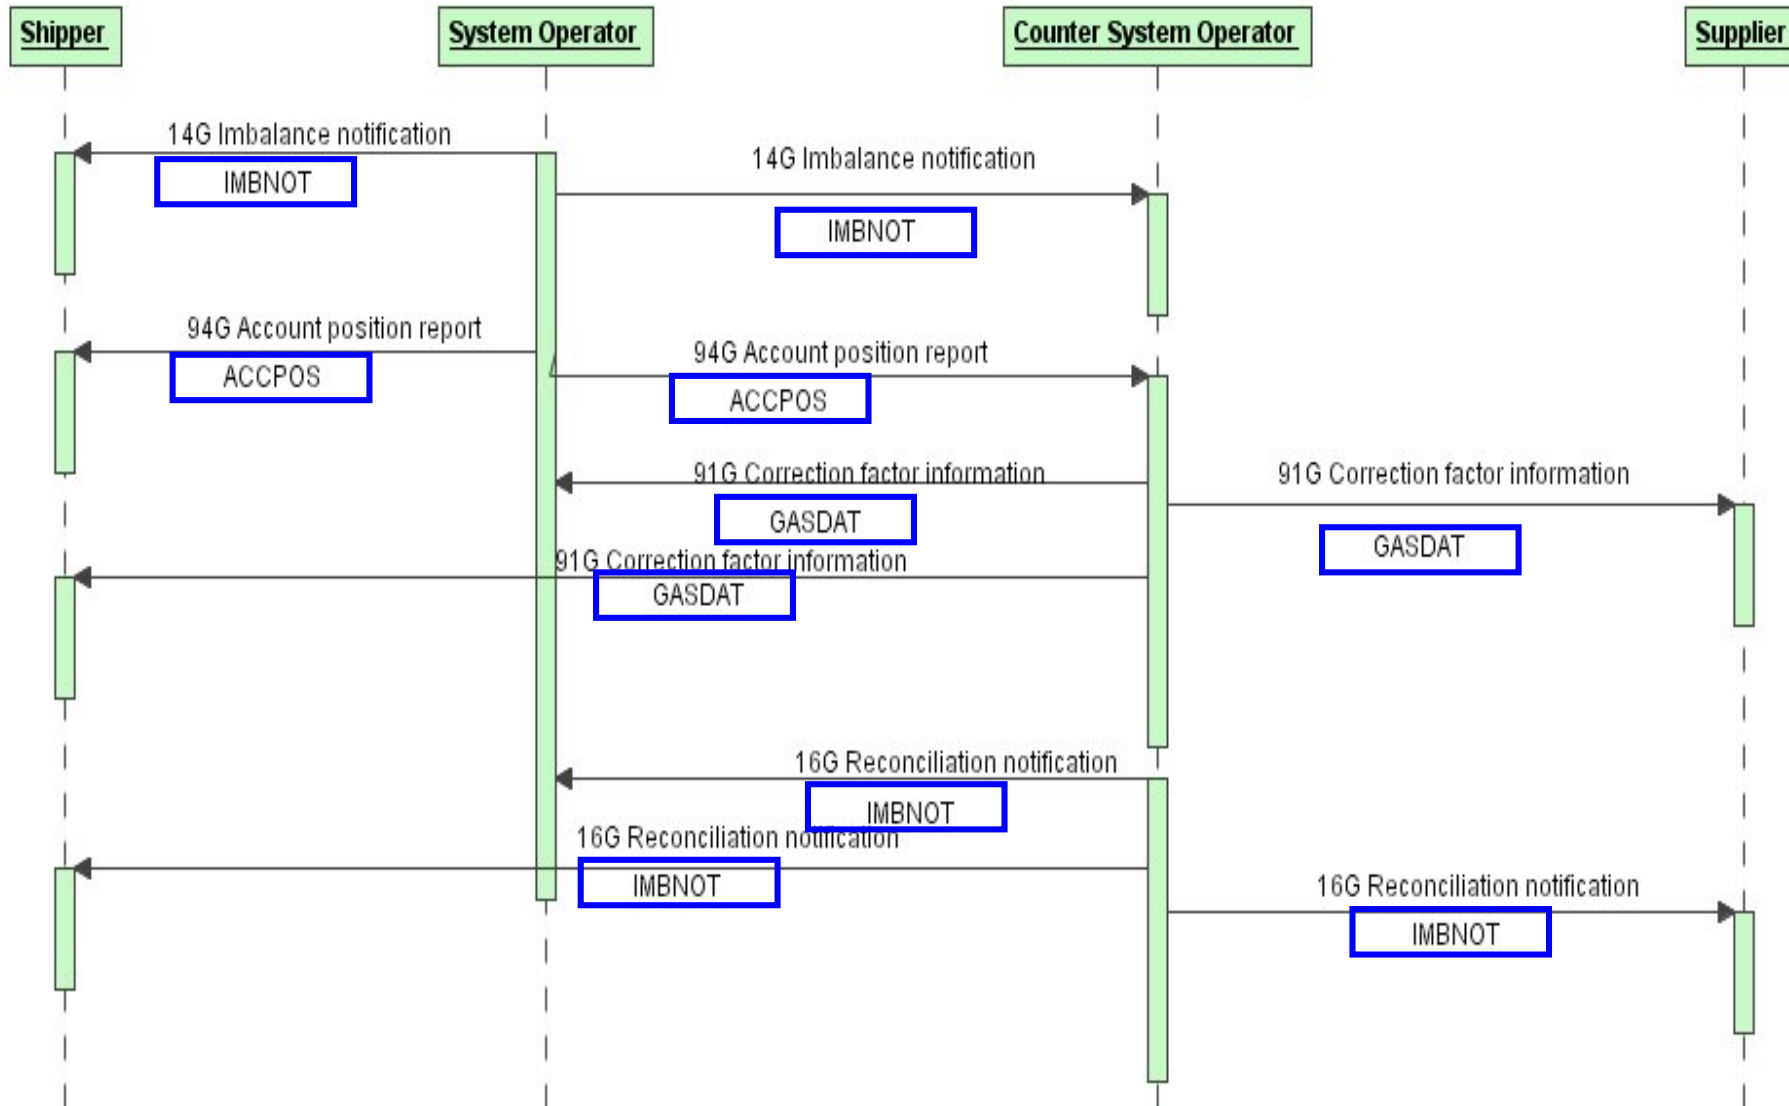 Shipper
System Operator
Counter System Operator
Supplier
14G Imbalance notification
IMBNOT
14G Imbalance notification
IMBNOT
94G Account position report
ACCPOS
94G Account position report
ACCPOS
91G Correction factor information
GASDAT
91G Correction factor information
GASDAT
91G Correction factor information
GASDAT
16G Reconciliation notification
IMBNOT
16G Reconciliation notification
IMBNOT
16G Reconciliation notification
IMBNOT